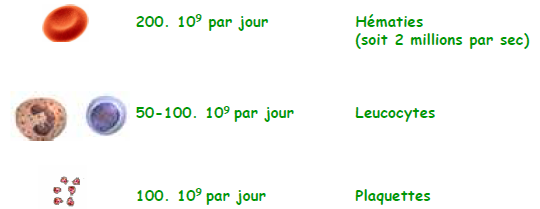 200. 10⁹ par jour Hématies
(soit 2 millions par sec)
50-100. 10⁹ par jour Leucocytes
100. 10⁹ par jour Plaquettes